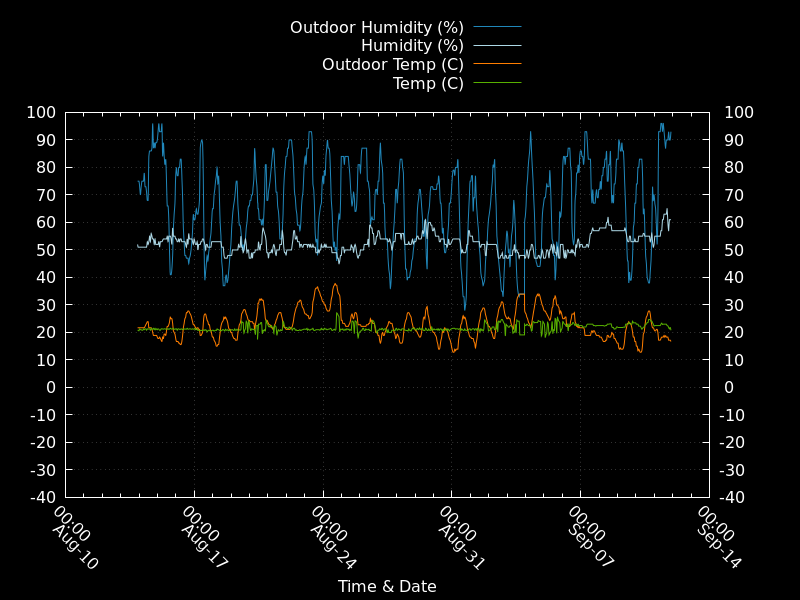 Outdoor Humidity (%)
Humidity (%)
Outdoor Temp (C)
Temp (C)
100 100
90 90
80 80
70 70
60 60
50 50
40 40
30 30
20 20
10 10
0 0
-10 -10
-20 -20
-30 -30
-40 -40
00:00 00:00 00:00 00:00 00:00 00:00
Aug-10 Aug-17 Aug-24 Aug-31 Sep-07 Sep-14
Time & Date